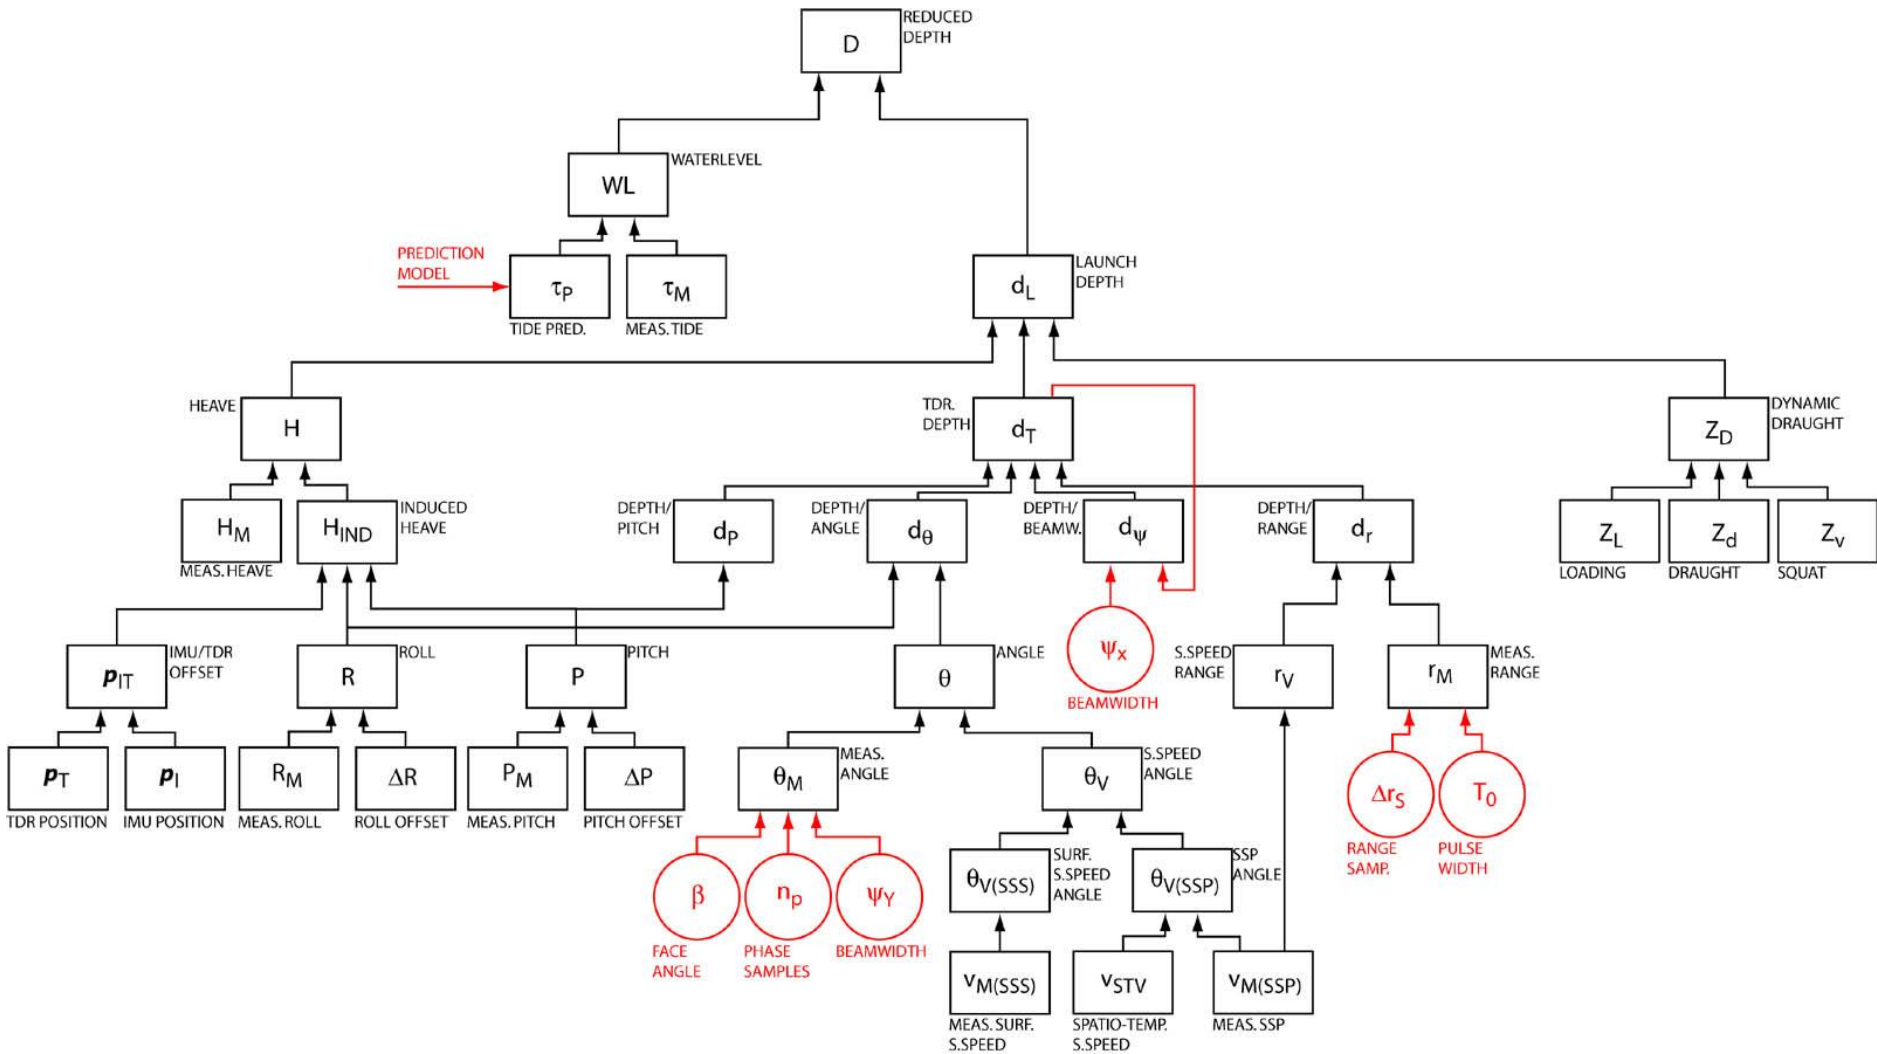 D
REDUCED
DEPTH
WL
WATERLEVEL
PREDICTION
MODEL
τP
TIDE PRED.
τM
MEAS. TIDE
dL
LAUNCH
DEPTH
HEAVE
H
TDR.
DEPTH
dT
DYNAMIC
DRAUGHT
ZD
HM
MEAS. HEAVE
HIND
INDUCED
HEAVE
DEPTH/
PITCH
dP
DEPTH/
ANGLE
dθ
DEPTH/
BEAMW.
dψ
DEPTH/
RANGE
dr
ZL
LOADING
Zd
DRAUGHT
Zv
SQUAT
pIT
IMU/TDR
OFFSET
R
ROLL
P
PITCH
θ
ANGLE
ψx
BEAMWIDTH
S.SPEED
RANGE
rV
rM
MEAS.
RANGE
pT
TDR POSITION
pI
IMU POSITION
RM
MEAS. ROLL
ΔR
ROLL OFFSET
PM
MEAS. PITCH
ΔP
PITCH OFFSET
θM
MEAS.
ANGLE
θV
S.SPEED
ANGLE
ΔrS
RANGE
SAMP.
T0
PULSE
WIDTH
β
FACE
ANGLE
np
PHASE
SAMPLES
ψY
BEAMWIDTH
θV(SSS)
SURF.
S.SPEED
ANGLE
θV(SSP)
SSP
ANGLE
vM(SSS)
MEAS. SURF.
S.SPEED
vSTV
SPATIO-TEMP.
S.SPEED
vM(SSP)
MEAS. SSP